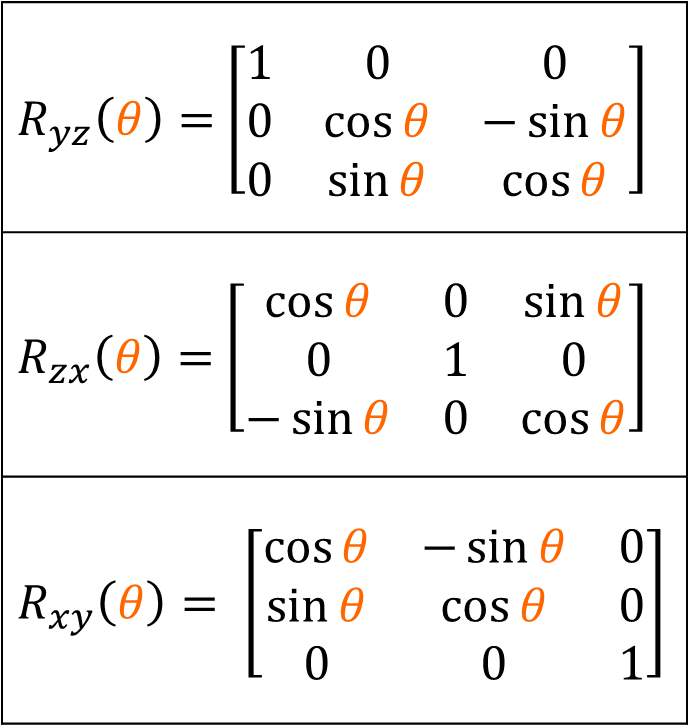 R_yz(θ) = [1 0 0
0 cos θ − sin θ
0 sin θ cos θ]
R_zx(θ) = [cos θ 0 sin θ
0 1 0
− sin θ 0 cos θ]
R_xy(θ) = [cos θ − sin θ 0
sin θ cos θ 0
0 0 1]